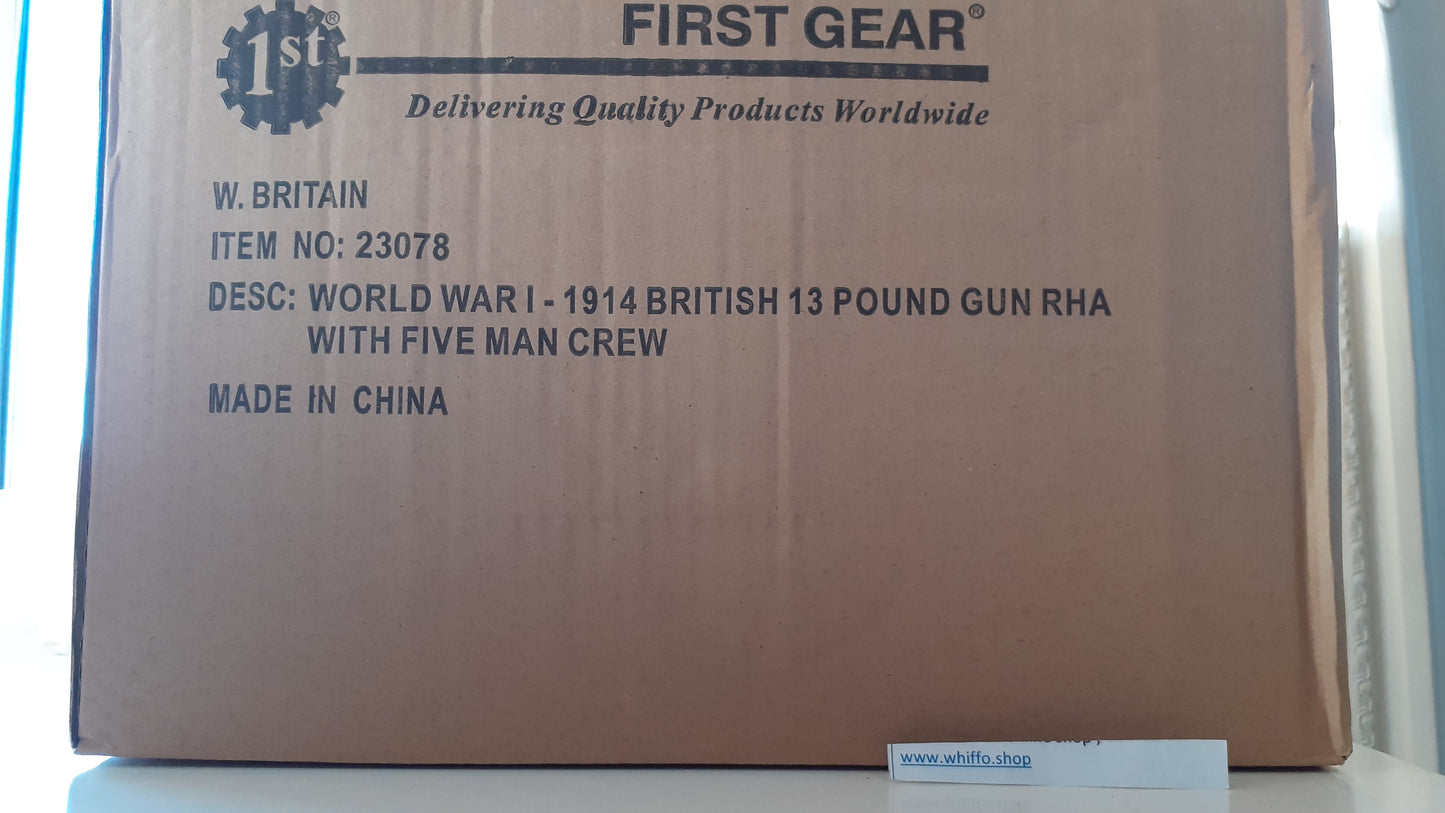 1st®
FIRST GEAR®
Delivering Quality Products Worldwide
W. BRITAIN
ITEM NO: 23078
DESC: WORLD WAR I - 1914 BRITISH 13 POUND GUN RHA
WITH FIVE MAN CREW
MADE IN CHINA
www.whiffo.shop